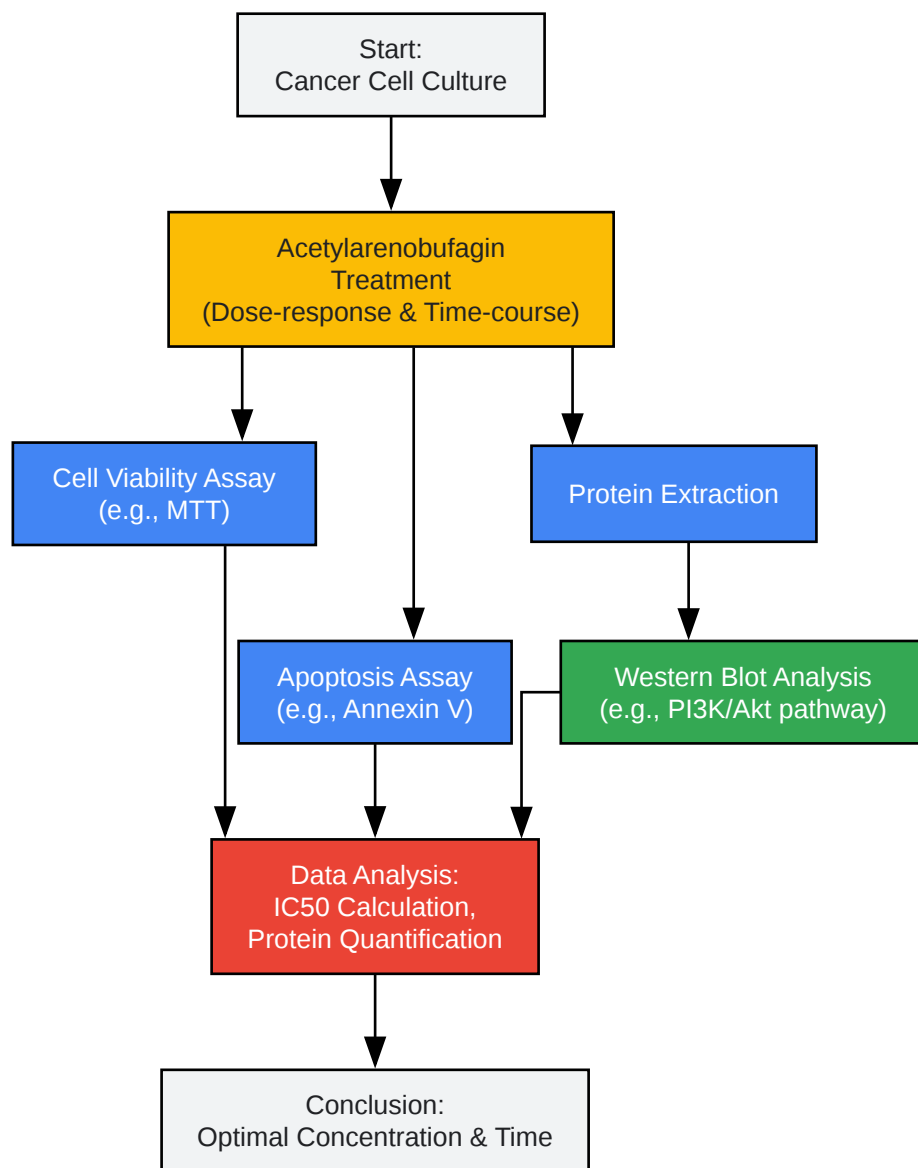 Start:
Cancer Cell Culture
Acetylarenobufagin
Treatment
(Dose-response & Time-course)
Cell Viability Assay
(e.g., MTT)
Protein Extraction
Apoptosis Assay
(e.g., Annexin V)
Western Blot Analysis
(e.g., PI3K/Akt pathway)
Data Analysis:
IC50 Calculation,
Protein Quantification
Conclusion:
Optimal Concentration & Time